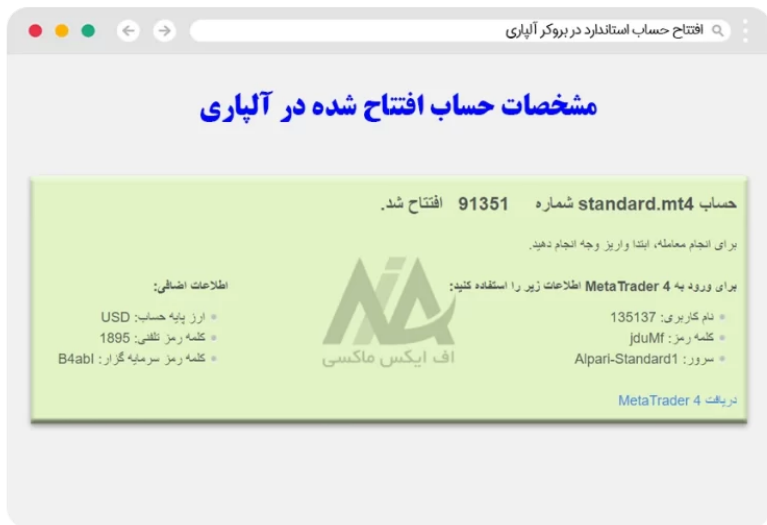 افتتاح حساب استاندارد در بروکر آلپاری
مشخصات حساب افتتاح شده در آلپاری
حساب standard.mt4 شماره 91351 افتتاح شد.
برای انجام معامله، ابتدا واریز وجه انجام دهید.
برای ورود به MetaTrader 4 اطلاعات زیر را استفاده کنید:
نام کاربری: 135137
کلمه رمز: jduMf
سرور: Alpari-Standard1
دریافت MetaTrader 4
اطلاعات اضافی:
ارز پایه حساب: USD
کلمه رمز تلفنی: 1895
کلمه رمز سرمایه گزار: B4abI
اف ایکس ماکسی